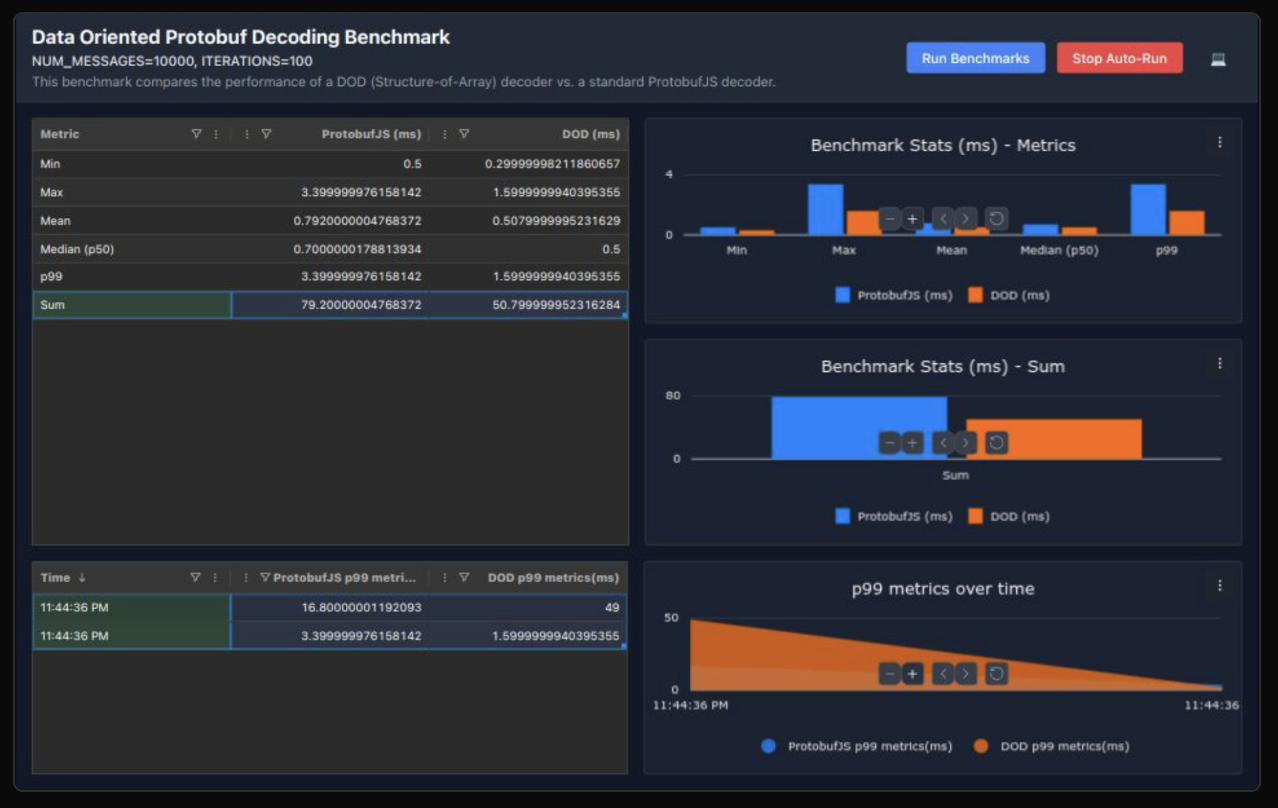 Data Oriented Protobuf Decoding Benchmark
NUM_MESSAGES=10000, ITERATIONS=100
This benchmark compares the performance of a DOD (Structure-of-Array) decoder vs. a standard ProtobufJS decoder.
Run Benchmarks
Stop Auto-Run
Metric ProtobufJS (ms) DOD (ms)
Min 0.5 0.29999998211860657
Max 3.399999976158142 1.5999999940395355
Mean 0.7920000004768372 0.5079999995231629
Median (p50) 0.7000000178813934 0.5
p99 3.399999976158142 1.5999999940395355
Sum 79.20000004768372 50.799999952316284
Benchmark Stats (ms) - Metrics
4
0
Min Max Mean Median (p50) p99
ProtobufJS (ms) DOD (ms)
Benchmark Stats (ms) - Sum
80
0
Sum
ProtobufJS (ms) DOD (ms)
Time ↓ ProtobufJS p99 metri... DOD p99 metrics(ms)
11:44:36 PM 16.80000001192093 49
11:44:36 PM 3.399999976158142 1.5999999940395355
p99 metrics over time
50
0
11:44:36 PM 11:44:36
ProtobufJS p99 metrics(ms) DOD p99 metrics(ms)